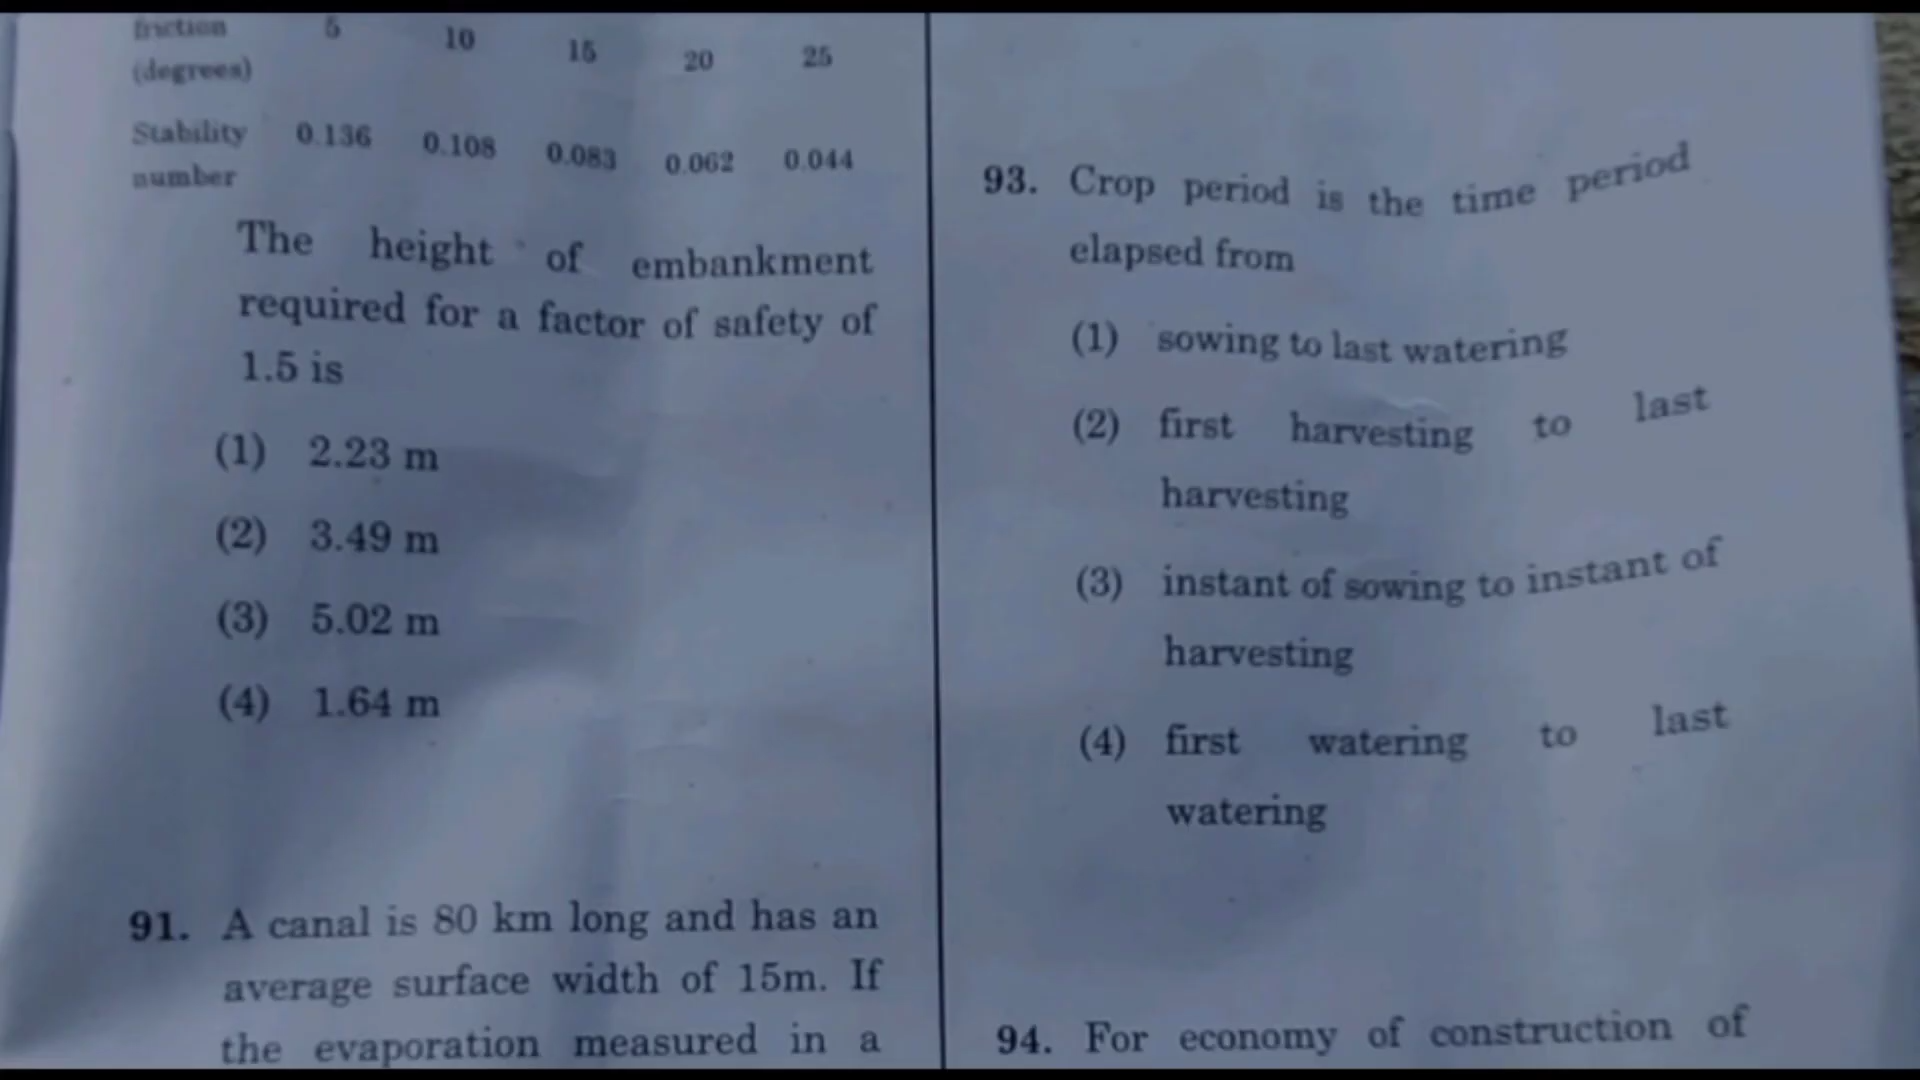 friction 5 10 15 20 25
(degrees)
Stability 0.136 0.108 0.083 0.062 0.044
number
The height of embankment
required for a factor of safety of
1.5 is
(1) 2.23 m
(2) 3.49 m
(3) 5.02 m
(4) 1.64 m
91. A canal is 80 km long and has an
average surface width of 15m. If
the evaporation measured in a
93. Crop period is the time period
elapsed from
(1) sowing to last watering
(2) first harvesting to last
harvesting
(3) instant of sowing to instant of
harvesting
(4) first watering to last
watering
94. For economy of construction of